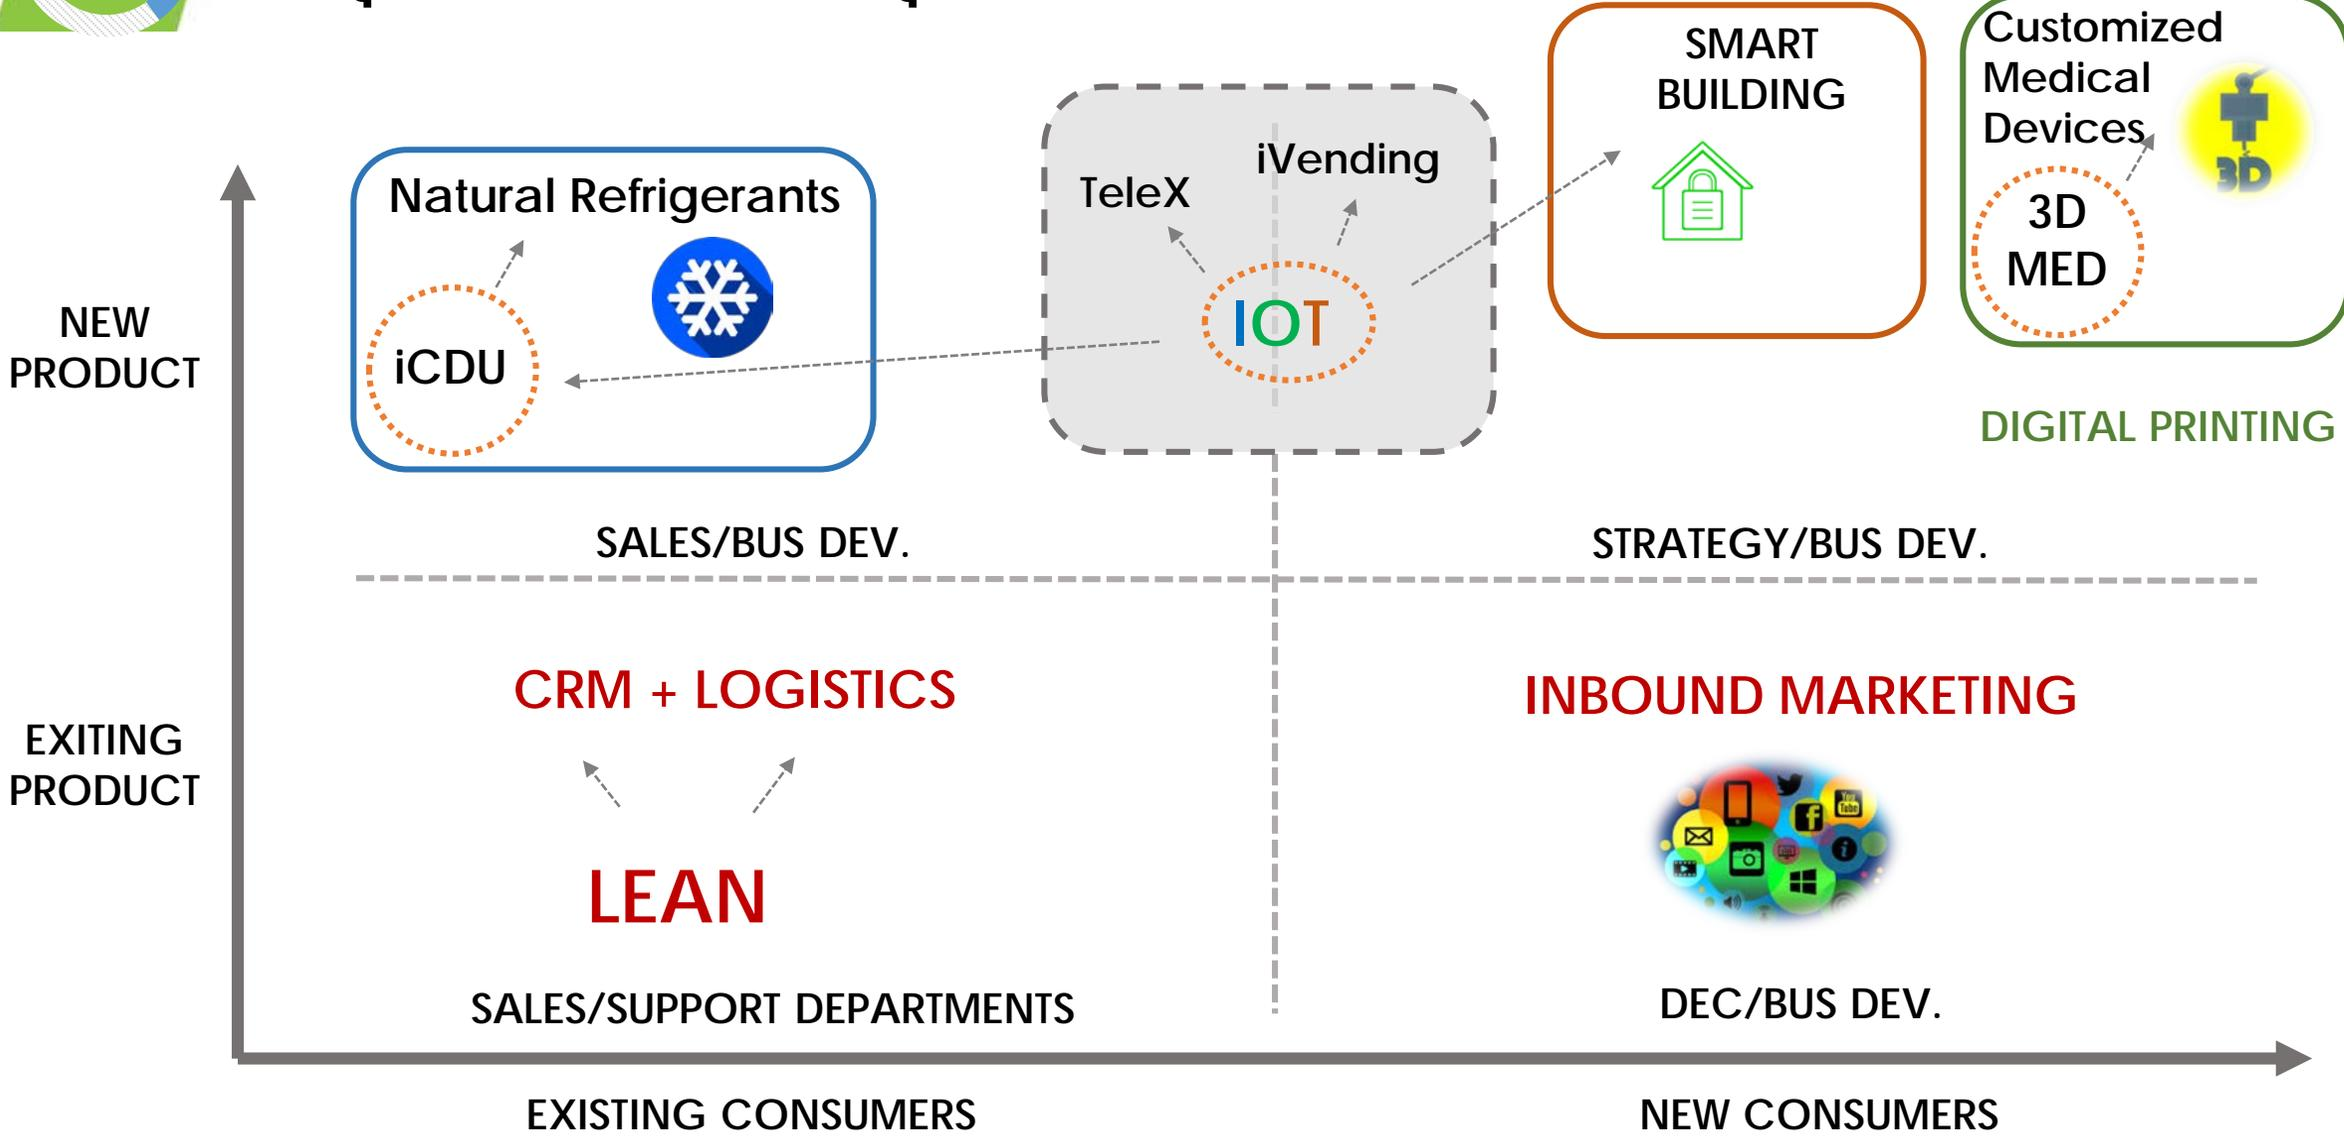 SMART
BUILDING
Customized
Medical
Devices
3D
3D
MED
DIGITAL PRINTING
iVending
TeleX
IOT
Natural Refrigerants
iCDU
NEW
PRODUCT
SALES/BUS DEV.
STRATEGY/BUS DEV.
CRM + LOGISTICS
INBOUND MARKETING
EXITING
PRODUCT
You
Tube
LEAN
SALES/SUPPORT DEPARTMENTS
DEC/BUS DEV.
EXISTING CONSUMERS
NEW CONSUMERS